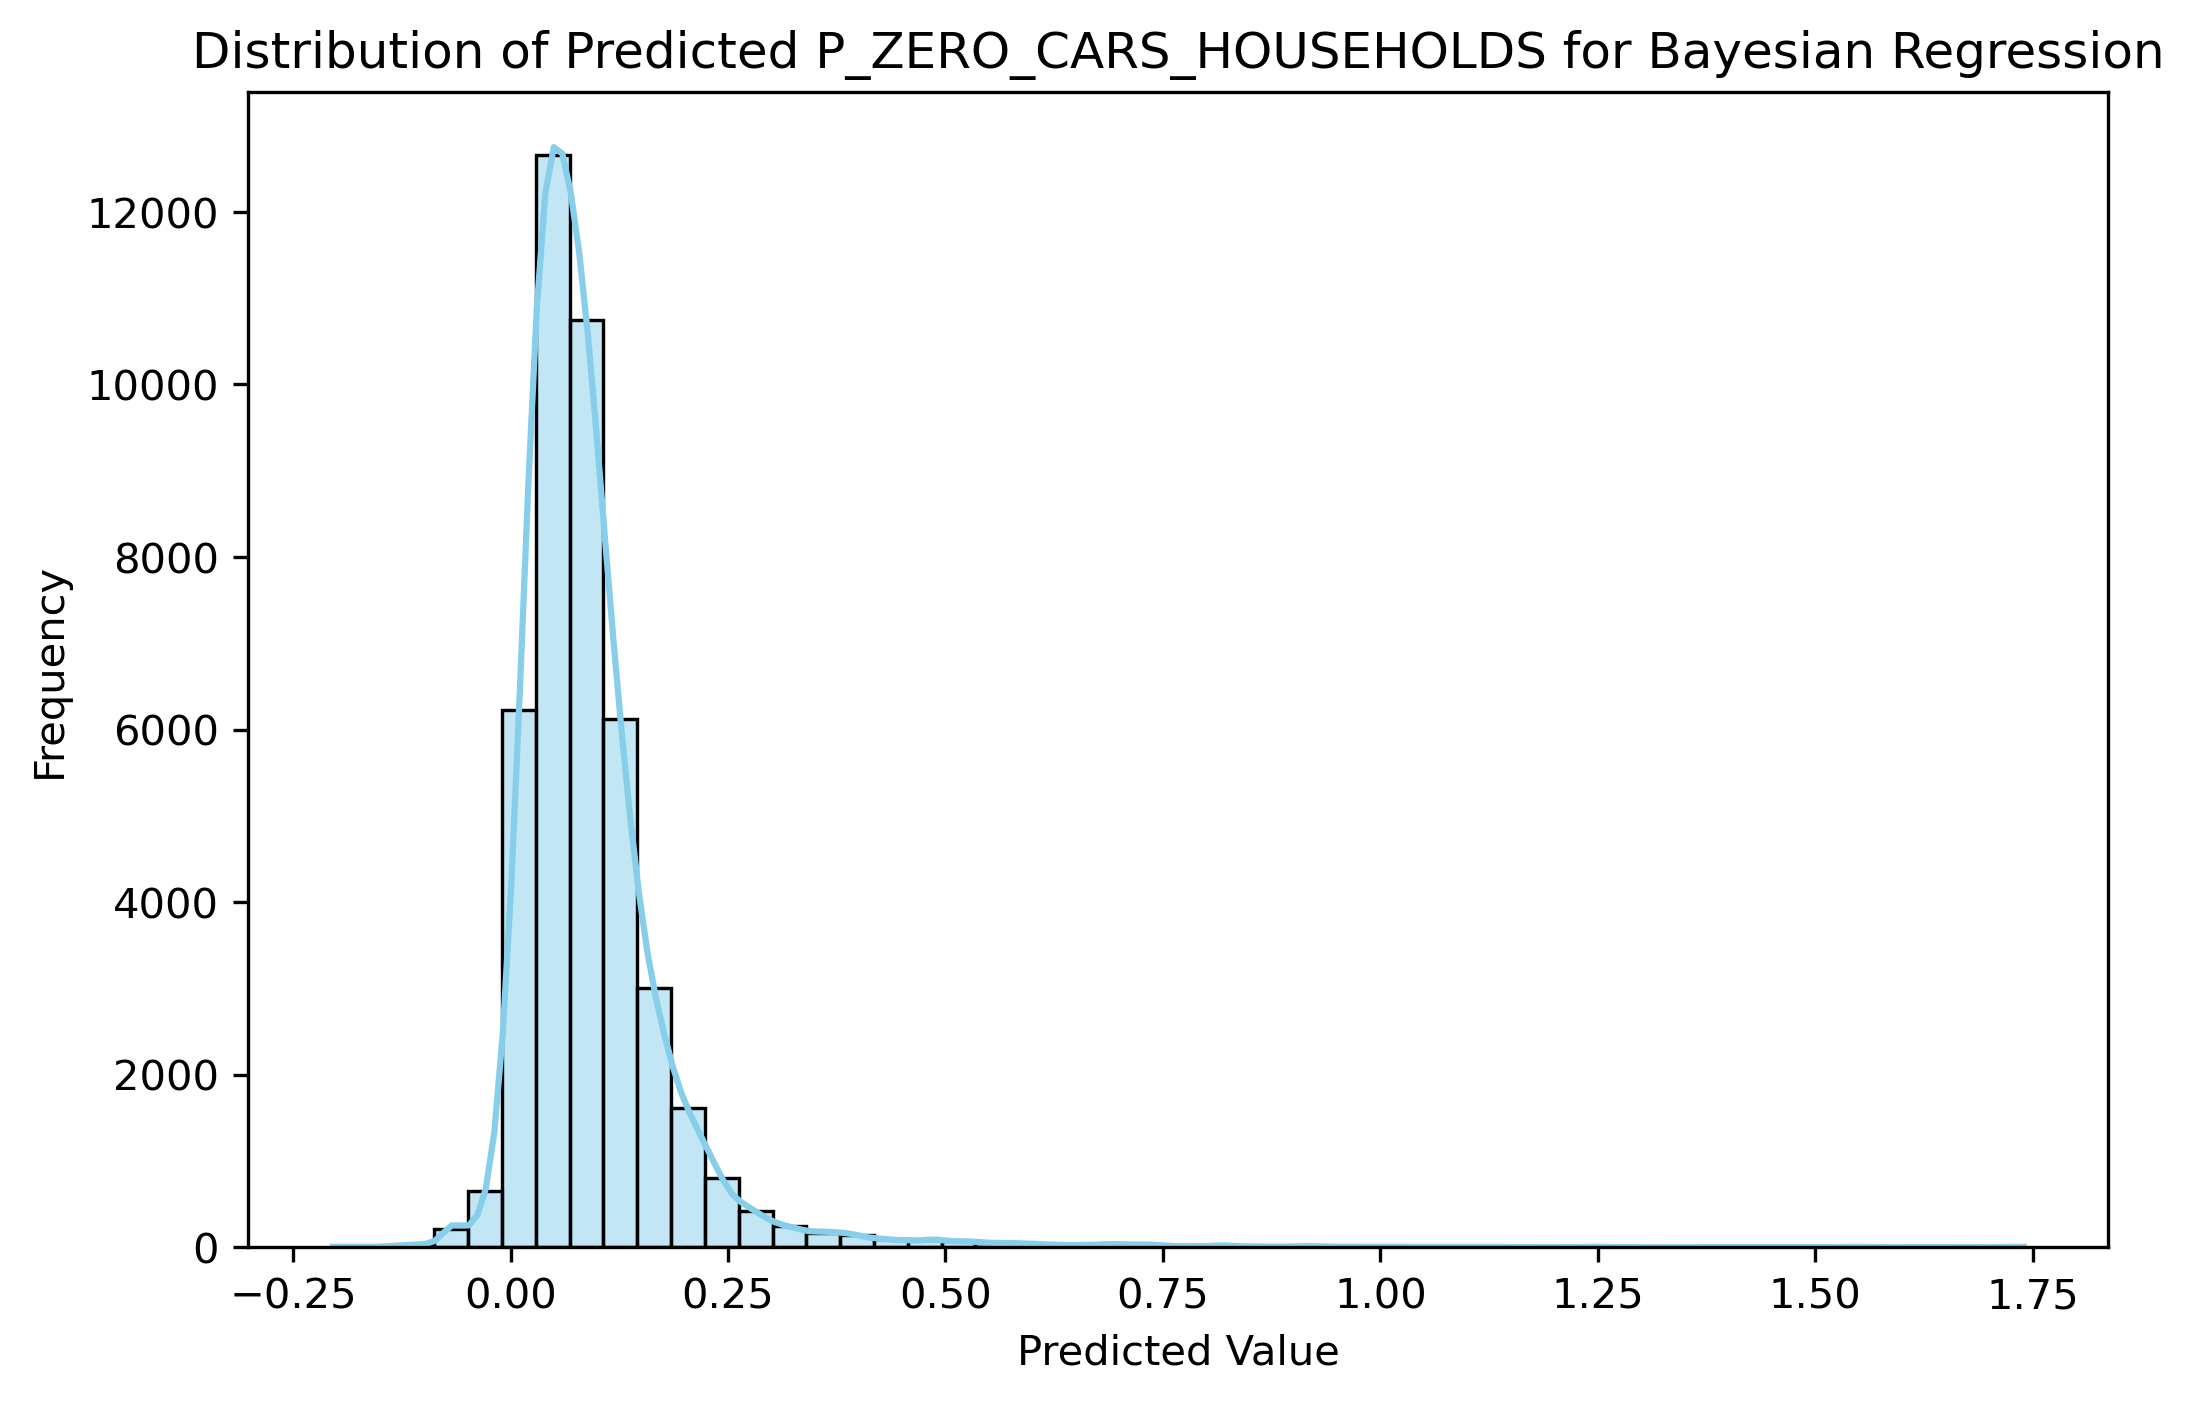 Distribution of Predicted P_ZERO_CARS_HOUSEHOLDS for Bayesian Regression
Frequency
12000
10000
8000
6000
4000
2000
0
−0.25 0.00 0.25 0.50 0.75 1.00 1.25 1.50 1.75
Predicted Value